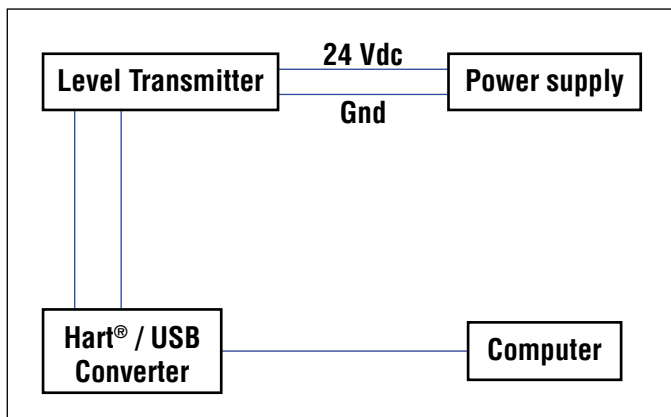 24 Vdc
Level Transmitter
Power supply
Gnd
Hart® / USB
Converter
Computer